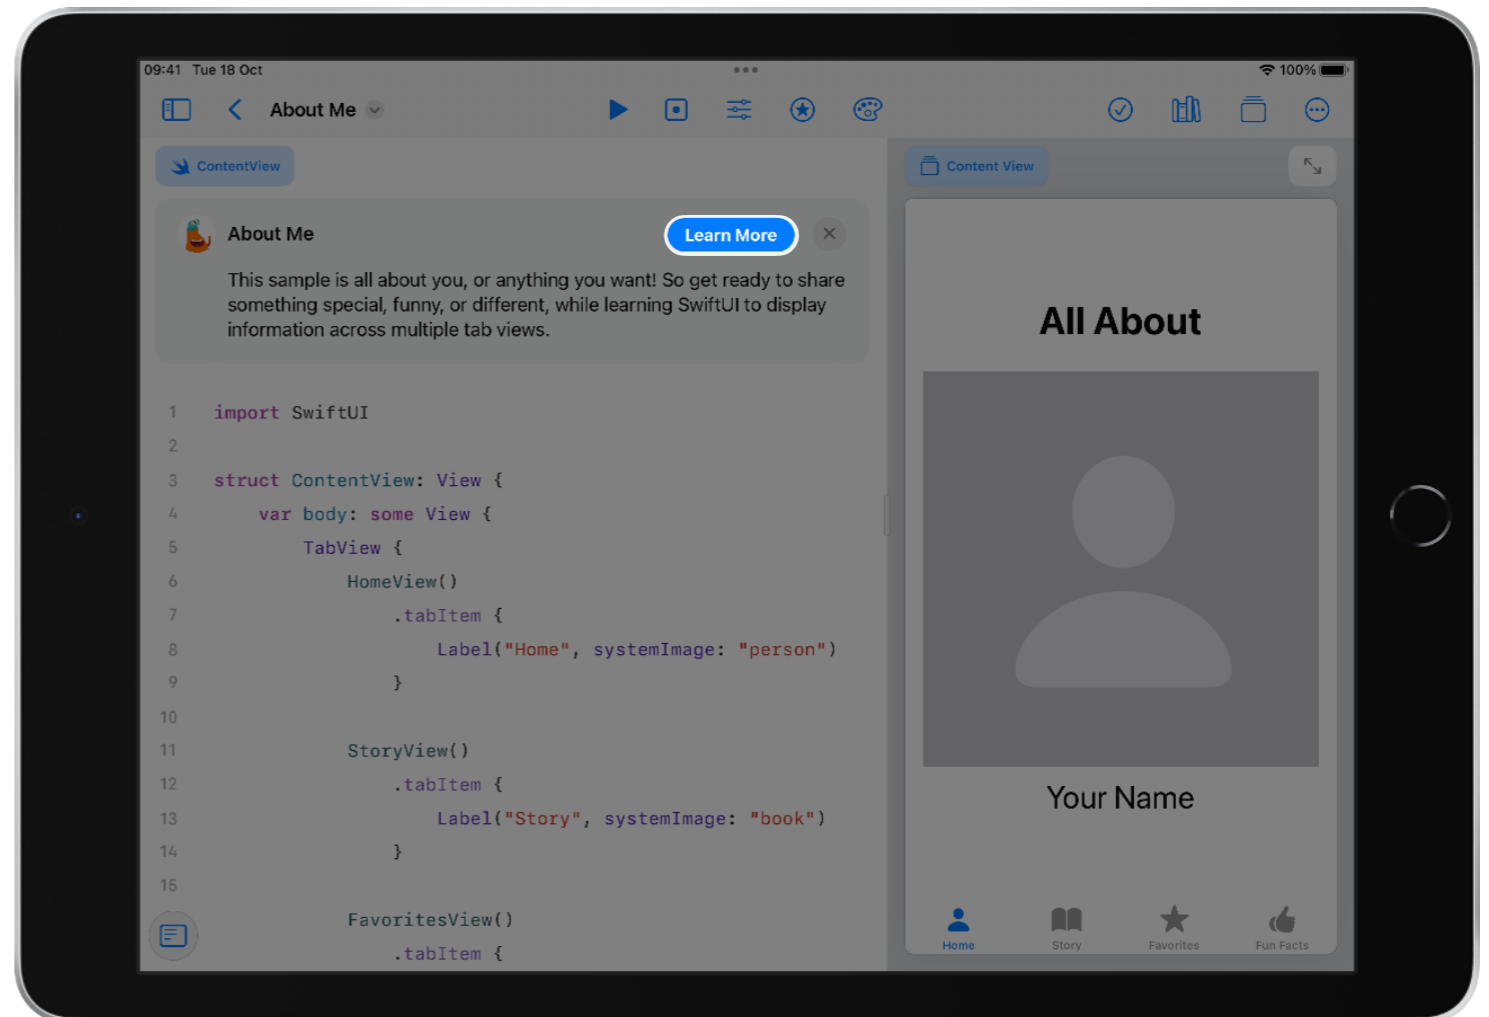 09:41 Tue 18 Oct
100%
About Me
ContentView
Content View
About Me
Learn More
This sample is all about you, or anything you want! So get ready to share
something special, funny, or different, while learning SwiftUI to display
information across multiple tab views.
1 import SwiftUI
2
3 struct ContentView: View {
4 var body: some View {
5 TabView {
6 HomeView()
7 .tabItem {
8 Label("Home", systemImage: "person")
9 }
10
11 StoryView()
12 .tabItem {
13 Label("Story", systemImage: "book")
14 }
15
FavoritesView()
.tabItem {
All About
Your Name
Home Story Favorites Fun Facts